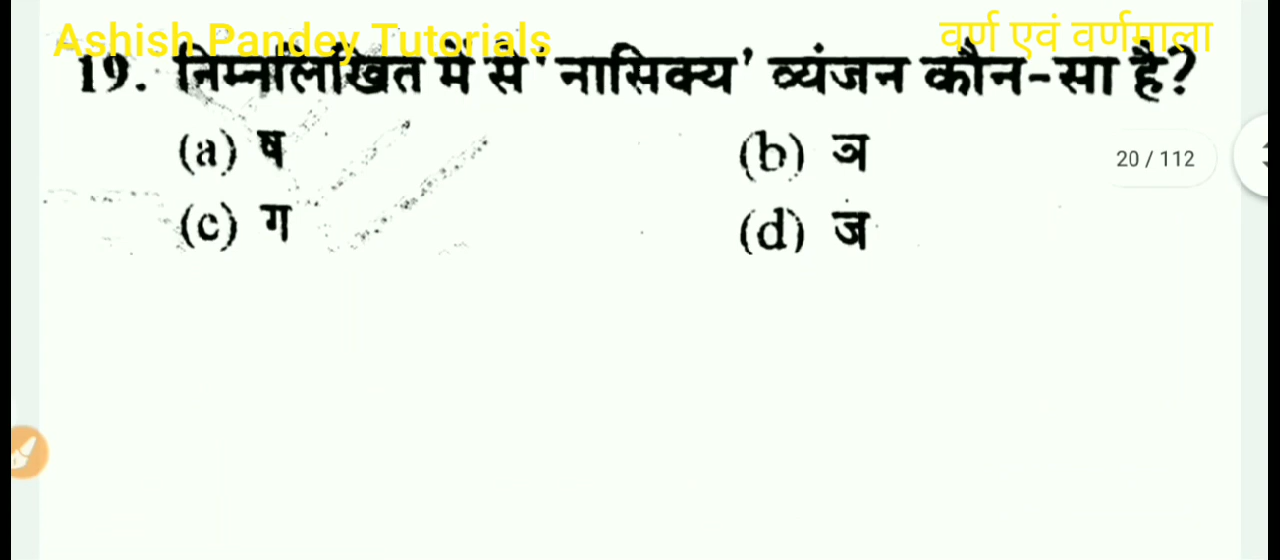 Ashish Pandey Tutorials वर्ण एवं वर्णमाला
19. निम्नलिखित में से 'नासिक्य' व्यंजन कौन-सा है?
(a) ष (b) ञ
20 / 112
(c) ग (d) ज